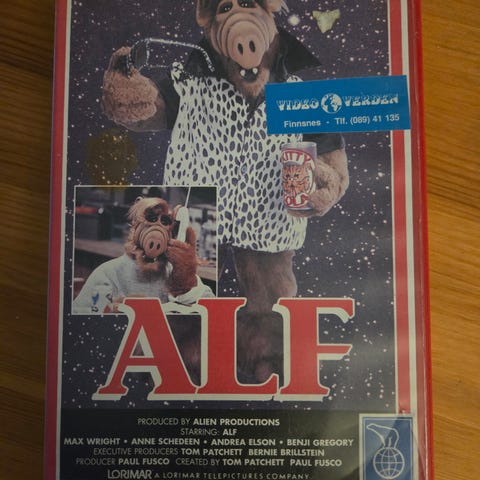 VIDEO VERDEN
Finnsnes - Tlf. (089) 41 135
KITTY
COLA
ALF
PRODUCED BY ALIEN PRODUCTIONS
STARRING: ALF
MAX WRIGHT • ANNE SCHEDEEN • ANDREA ELSON • BENJI GREGORY
EXECUTIVE PRODUCERS TOM PATCHETT BERNIE BRILLSTEIN
PRODUCER PAUL FUSCO CREATED BY TOM PATCHETT PAUL FUSCO
LORIMAR A LORIMAR TELEPICTURES COMPANY